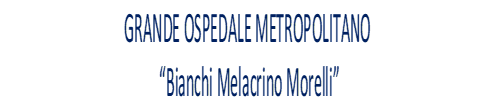 GRANDE OSPEDALE METROPOLITANO
“Bianchi Melacrino Morelli”